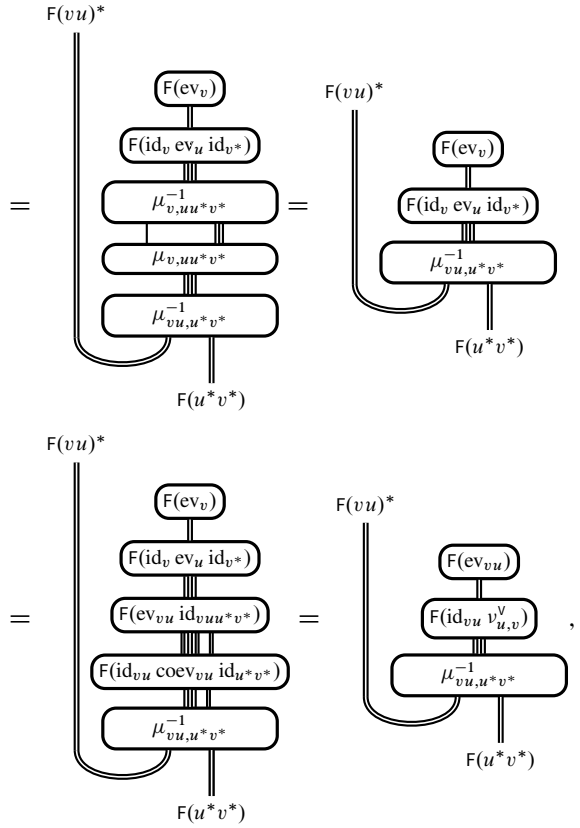 F(vu)*
F(ev_v)
F(id_v ev_u id_{v*})
= μ^{-1}_{v,uu*v*}
μ_{v,uu*v*}
μ^{-1}_{vu,u*v*}
F(u*v*)
= F(vu)*
F(ev_v)
F(id_v ev_u id_{v*})
μ^{-1}_{vu,u*v*}
F(u*v*)
F(vu)*
F(ev_v)
F(id_v ev_u id_{v*})
= F(ev_{vu} id_{vuu*v*})
F(id_{vu} coev_{vu} id_{u*v*})
μ^{-1}_{vu,u*v*}
F(u*v*)
= F(vu)*
F(ev_{vu})
F(id_{vu} ν^∨_{u,v}) ,
μ^{-1}_{vu,u*v*}
F(u*v*)